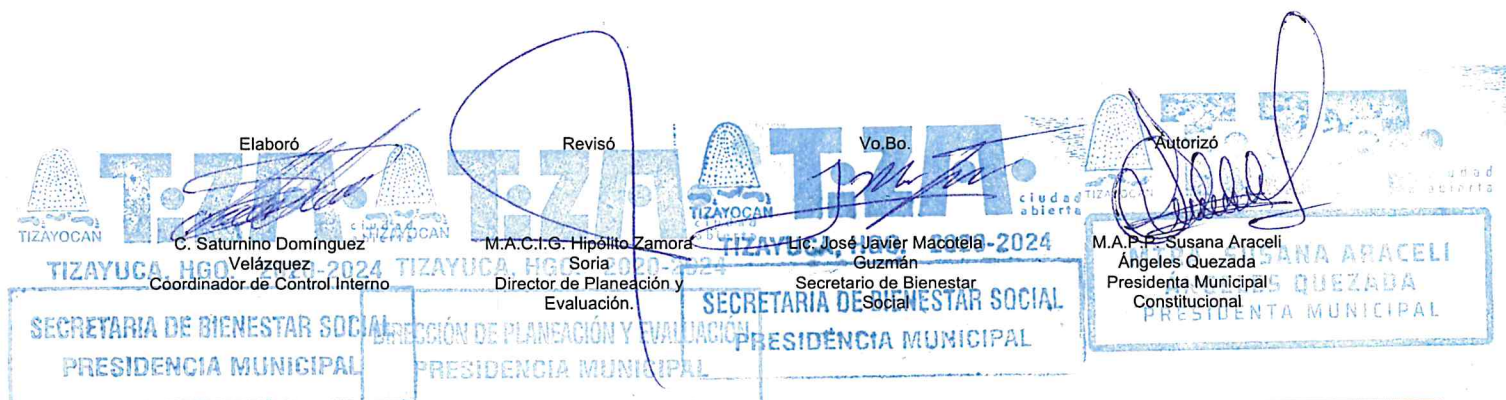 Elaboró
C. Saturnino Domínguez
Velázquez
Coordinador de Control Interno
Revisó
M.A.C.I.G. Hipólito Zamora
Soria
Director de Planeación y
Evaluación.
Vo.Bo.
Lic. José Javier Macotela
Guzmán
Secretario de Bienestar
Social
Autorizó
M.A.P.P. Susana Araceli
Ángeles Quezada
Presidenta Municipal
Constitucional
TIZAYOCAN
TIZAYUCA, HGO. 2020-2024
SECRETARIA DE BIENESTAR SOCIAL
PRESIDENCIA MUNICIPAL
TIZAYUCA, HGO. 2020-2024
DIRECCIÓN DE PLANEACIÓN Y EVALUACIÓN
PRESIDENCIA MUNICIPAL
TIZAYOCAN
ciudad
abierta
TIZAYUCA, HGO. 2020-2024
SECRETARIA DE BIENESTAR SOCIAL
PRESIDENCIA MUNICIPAL
ciudad
abierta
SUSANA ARACELI
ÁNGELES QUEZADA
PRESIDENTA MUNICIPAL